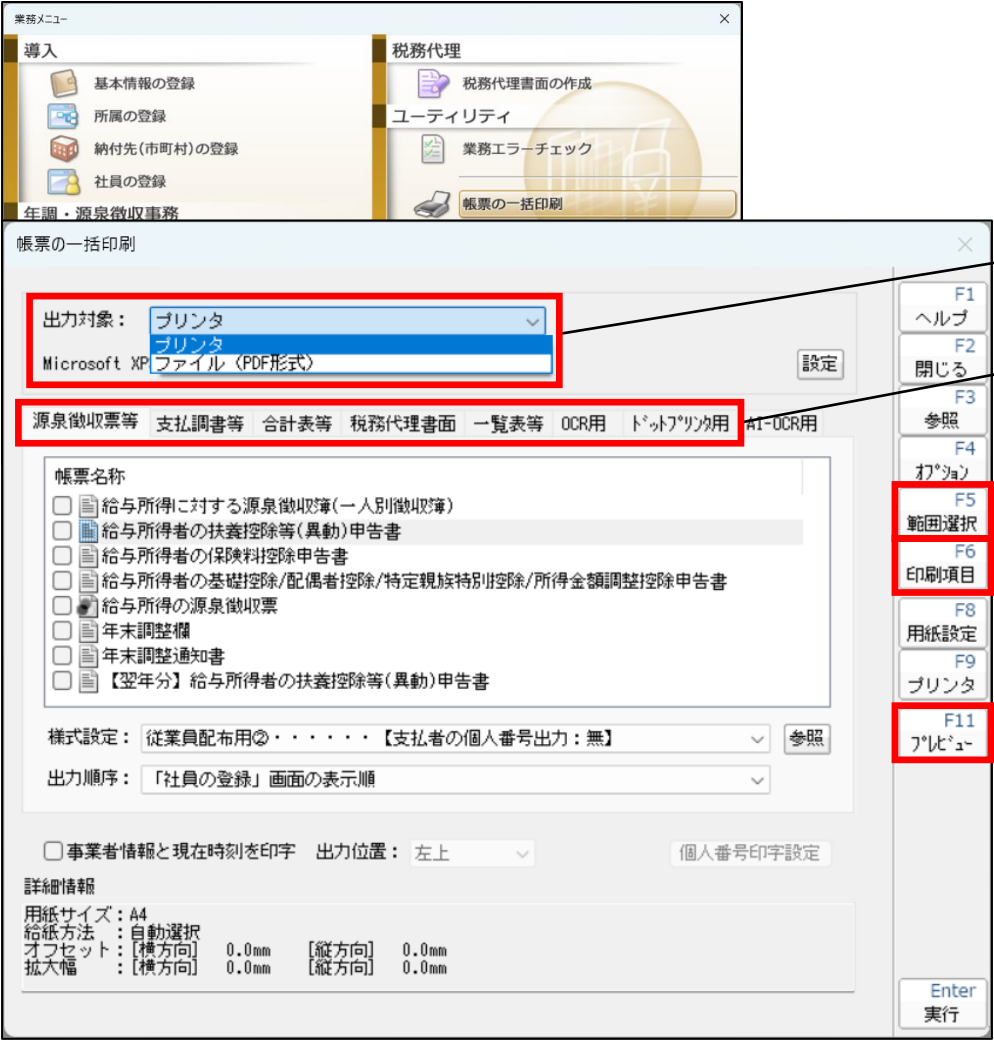 業務メニュー
導入
基本情報の登録
所属の登録
納付先(市町村)の登録
社員の登録
年調・源泉徴収事務
税務代理
税務代理書面の作成
ユーティリティ
業務エラーチェック
帳票の一括印刷
帳票の一括印刷
出力対象：
プリンタ
プリンタ
ファイル（PDF形式）
Microsoft XP
設定
源泉徴収票等
支払調書等
合計表等
税務代理書面
一覧表等
OCR用
ﾄﾞｯﾄﾌﾟﾘﾝﾀ用
AI-OCR用
帳票名称
給与所得に対する源泉徴収簿(一人別徴収簿)
給与所得者の扶養控除等(異動)申告書
給与所得者の保険料控除申告書
給与所得者の基礎控除/配偶者控除/特定親族特別控除/所得金額調整控除申告書
給与所得の源泉徴収票
年末調整欄
年末調整通知書
【翌年分】給与所得者の扶養控除等(異動)申告書
様式設定：
従業員配布用②・・・・・・【支払者の個人番号出力：無】
参照
出力順序：
「社員の登録」画面の表示順
事業者情報と現在時刻を印字
出力位置：
左上
個人番号印字設定
詳細情報
用紙サイズ：A4
給紙方法　：自動選択
オフセット：[横方向]　0.0mm　[縦方向]　0.0mm
拡大幅　　：[横方向]　0.0mm　[縦方向]　0.0mm
F1
ヘルプ
F2
閉じる
F3
参照
F4
ｵﾌﾟｼｮﾝ
F5
範囲選択
F6
印刷項目
F8
用紙設定
F9
プリンタ
F11
ﾌﾟﾚﾋﾞｭｰ
Enter
実行